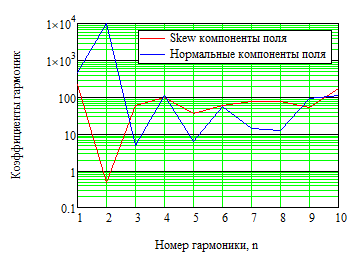 1×10⁴
1×10³
100
10
1
0.1
Коэффициенты гармоник
Skew компоненты поля
Нормальные компоненты поля
1 2 3 4 5 6 7 8 9 10
Номер гармоники, n